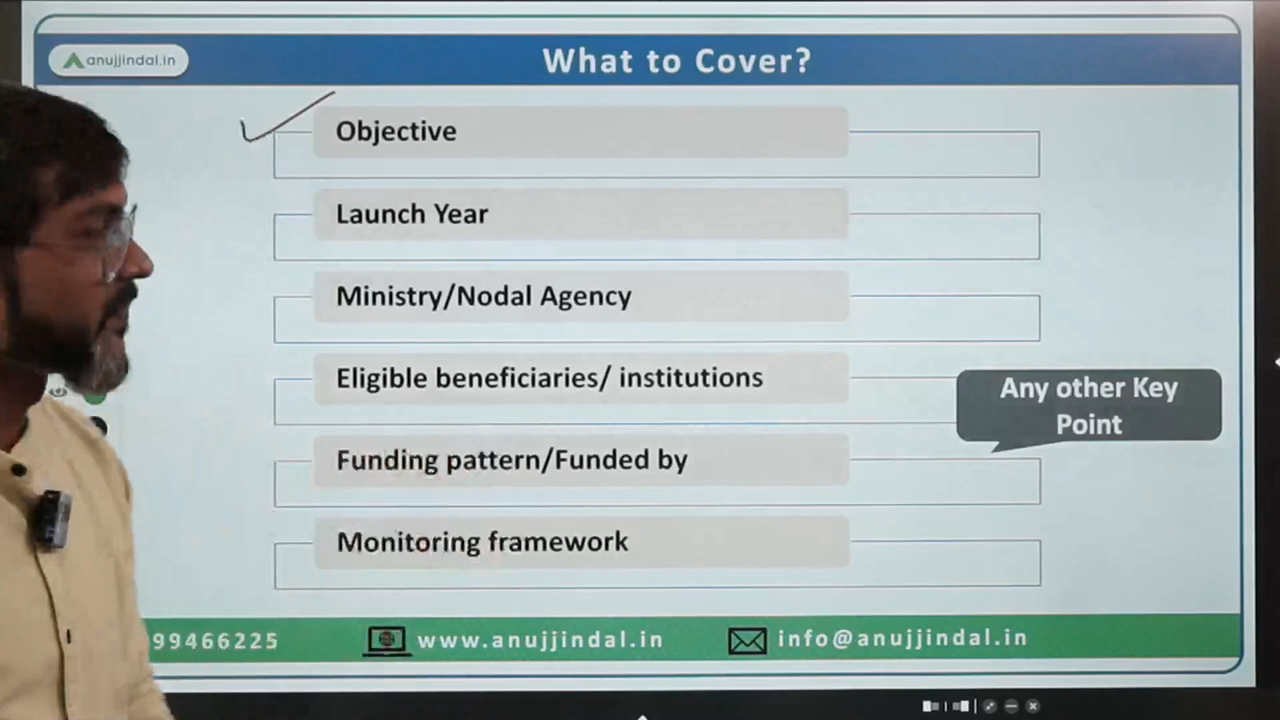 anujjindal.in
What to Cover?
Objective
Launch Year
Ministry/Nodal Agency
Eligible beneficiaries/ institutions
Any other Key
Point
Funding pattern/Funded by
Monitoring framework
99466225
www.anujjindal.in
info@anujjindal.in